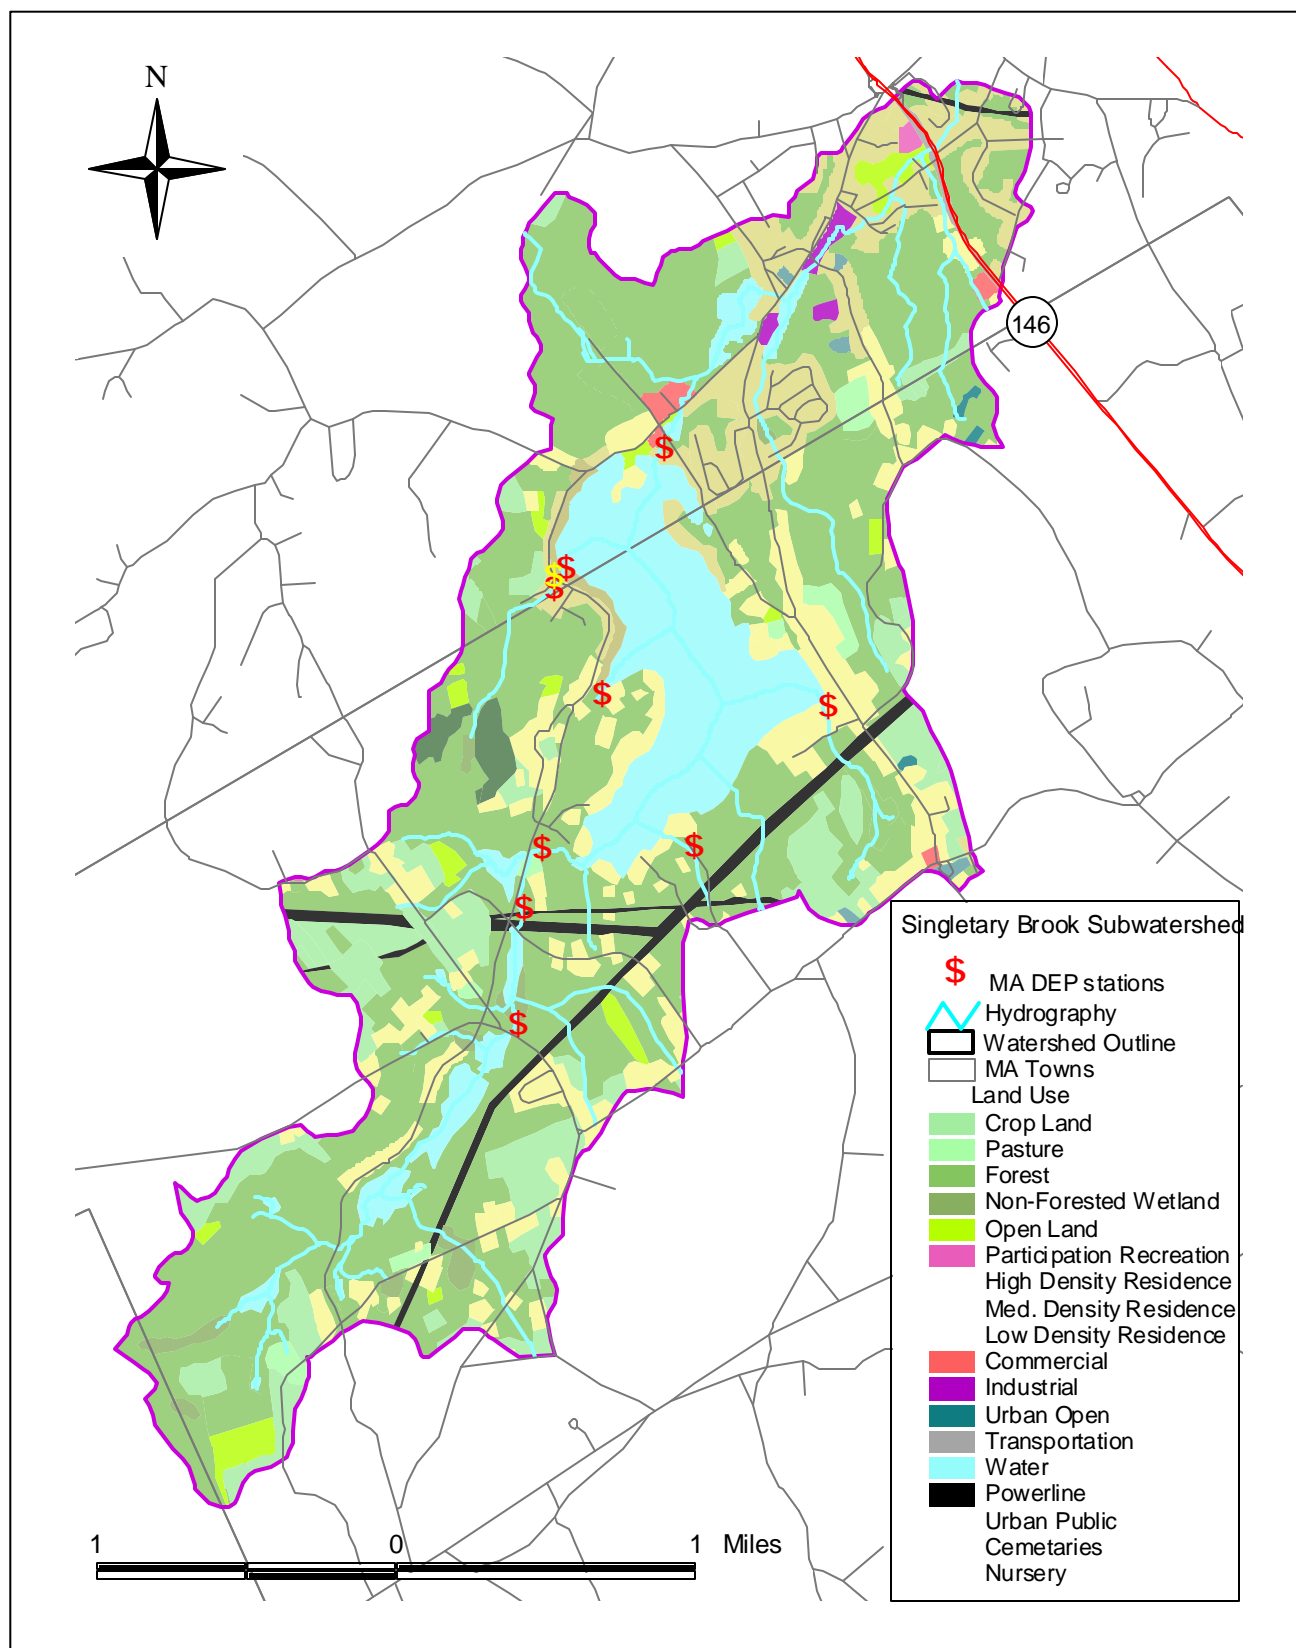 N
146
$
$
$
$
$
$
$
$
$
$
Singletary Brook Subwatershed
$ MA DEP stations
Hydrography
Watershed Outline
MA Towns
Land Use
Crop Land
Pasture
Forest
Non-Forested Wetland
Open Land
Participation Recreation
High Density Residence
Med. Density Residence
Low Density Residence
Commercial
Industrial
Urban Open
Transportation
Water
Powerline
Urban Public
Cemetaries
Nursery
1 0 1 Miles